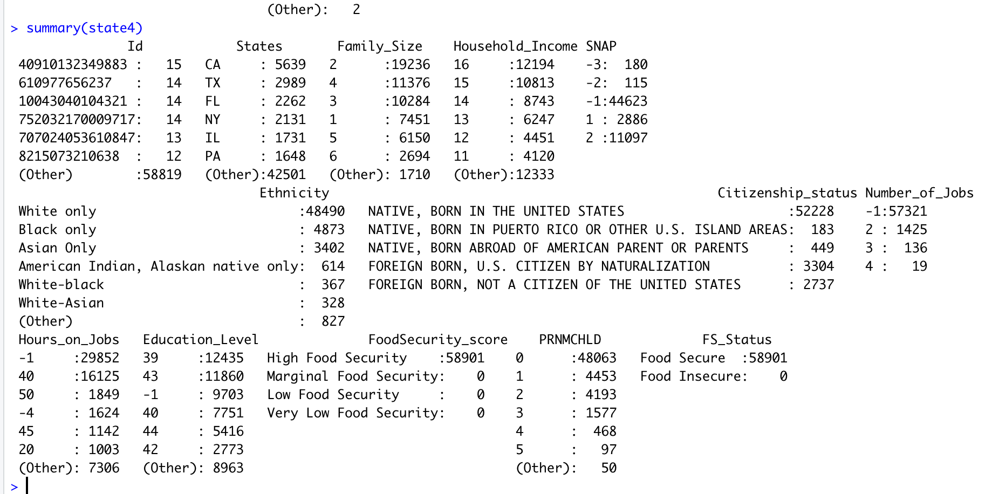 (Other):   2
> summary(state4)
              Id            States       Family_Size    Household_Income SNAP
 40910132349883 :   15   CA     : 5639   2      :19236   16     :12194    -3:  180
 610977656237   :   14   TX     : 2989   4      :11376   15     :10813    -2:  115
 10043040104321 :   14   FL     : 2262   3      :10284   14     : 8743    -1:44623
 752032170009717:   14   NY     : 2131   1      : 7451   13     : 6247    1 : 2886
 707024053610847:   13   IL     : 1731   5      : 6150   12     : 4451    2 :11097
 8215073210638  :   12   PA     : 1648   6      : 2694   11     : 4120
 (Other)        :58819   (Other):42501   (Other): 1710   (Other):12333
                                Ethnicity                                                  Citizenship_status Number_of_Jobs
 White only                          :48490   NATIVE, BORN IN THE UNITED STATES                     :52228    -1:57321
 Black only                          : 4873   NATIVE, BORN IN PUERTO RICO OR OTHER U.S. ISLAND AREAS:  183    2 : 1425
 Asian Only                          : 3402   NATIVE, BORN ABROAD OF AMERICAN PARENT OR PARENTS     :  449    3 :  136
 American Indian, Alaskan native only:  614   FOREIGN BORN, U.S. CITIZEN BY NATURALIZATION          : 3304    4 :   19
 White-black                         :  367   FOREIGN BORN, NOT A CITIZEN OF THE UNITED STATES      : 2737
 White-Asian                         :  328
 (Other)                             :  827
 Hours_on_Jobs   Education_Level              FoodSecurity_score    PRNMCHLD             FS_Status
 -1     :29852   39     :12435   High Food Security    :58901    0      :48063   Food Secure  :58901
 40     :16125   43     :11860   Marginal Food Security:    0    1      : 4453   Food Insecure:    0
 50     : 1849   -1     : 9703   Low Food Security     :    0    2      : 4193
 -4     : 1624   40     : 7751   Very Low Food Security:    0    3      : 1577
 45     : 1142   44     : 5416                                   4      :  468
 20     : 1003   42     : 2773                                   5      :   97
 (Other): 7306   (Other): 8963                                   (Other):   50
>